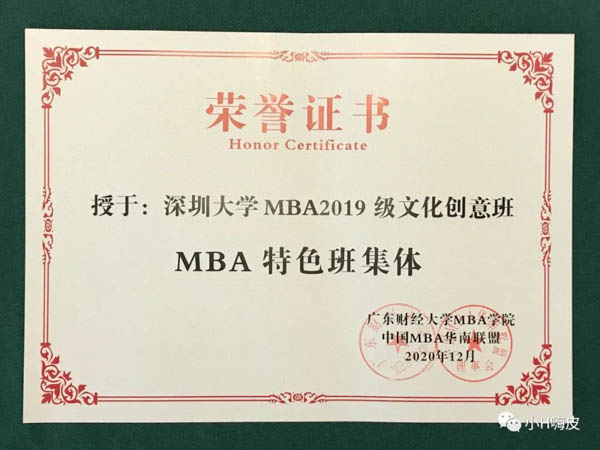 荣誉证书
Honor Certificate
授于：深圳大学MBA2019 级文化创意班
MBA 特色班集体
广东财经大学MBA学院
中国MBA华南联盟
2020年12月
小H嗨皮